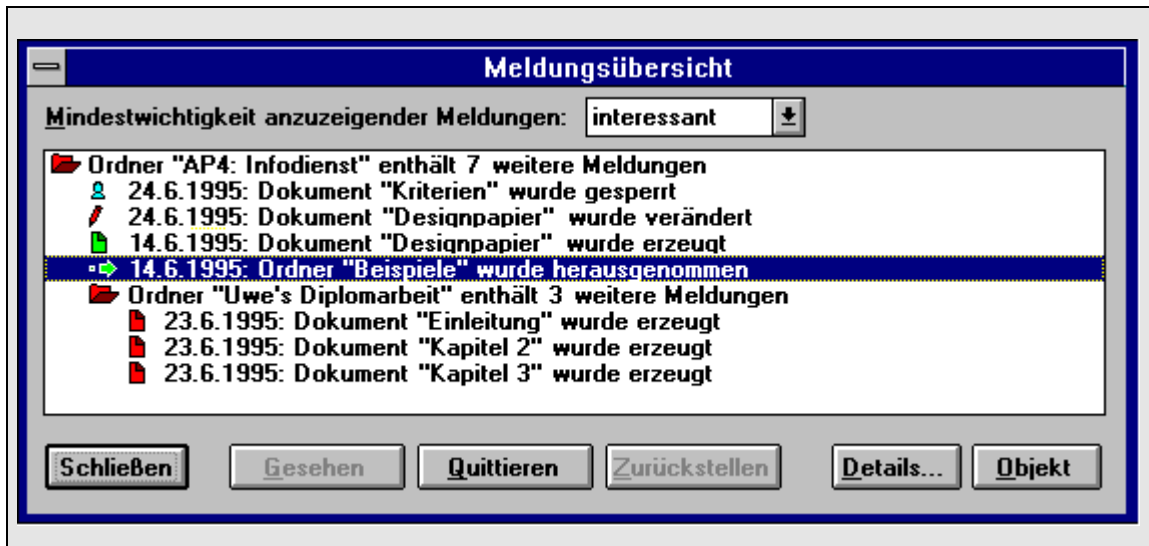 Meldungsübersicht
Mindestwichtigkeit anzuzeigender Meldungen: interessant
Ordner "AP4: Infodienst" enthält 7 weitere Meldungen
24.6.1995: Dokument "Kriterien" wurde gesperrt
24.6.1995: Dokument "Designpapier" wurde verändert
14.6.1995: Dokument "Designpapier" wurde erzeugt
14.6.1995: Ordner "Beispiele" wurde herausgenommen
Ordner "Uwe's Diplomarbeit" enthält 3 weitere Meldungen
23.6.1995: Dokument "Einleitung" wurde erzeugt
23.6.1995: Dokument "Kapitel 2" wurde erzeugt
23.6.1995: Dokument "Kapitel 3" wurde erzeugt
Schließen Gesehen Quittieren Zurückstellen Details... Objekt